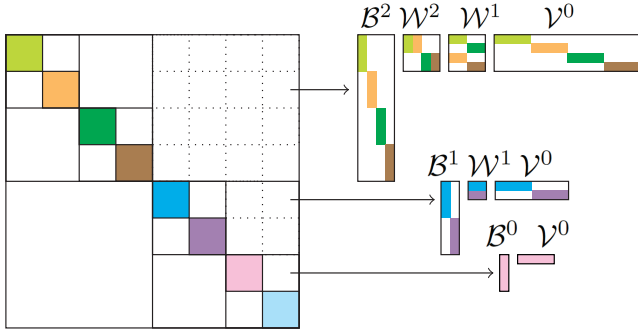 ℬ² 𝒲² 𝒲¹ 𝒱⁰
ℬ¹ 𝒲¹ 𝒱⁰
ℬ⁰ 𝒱⁰